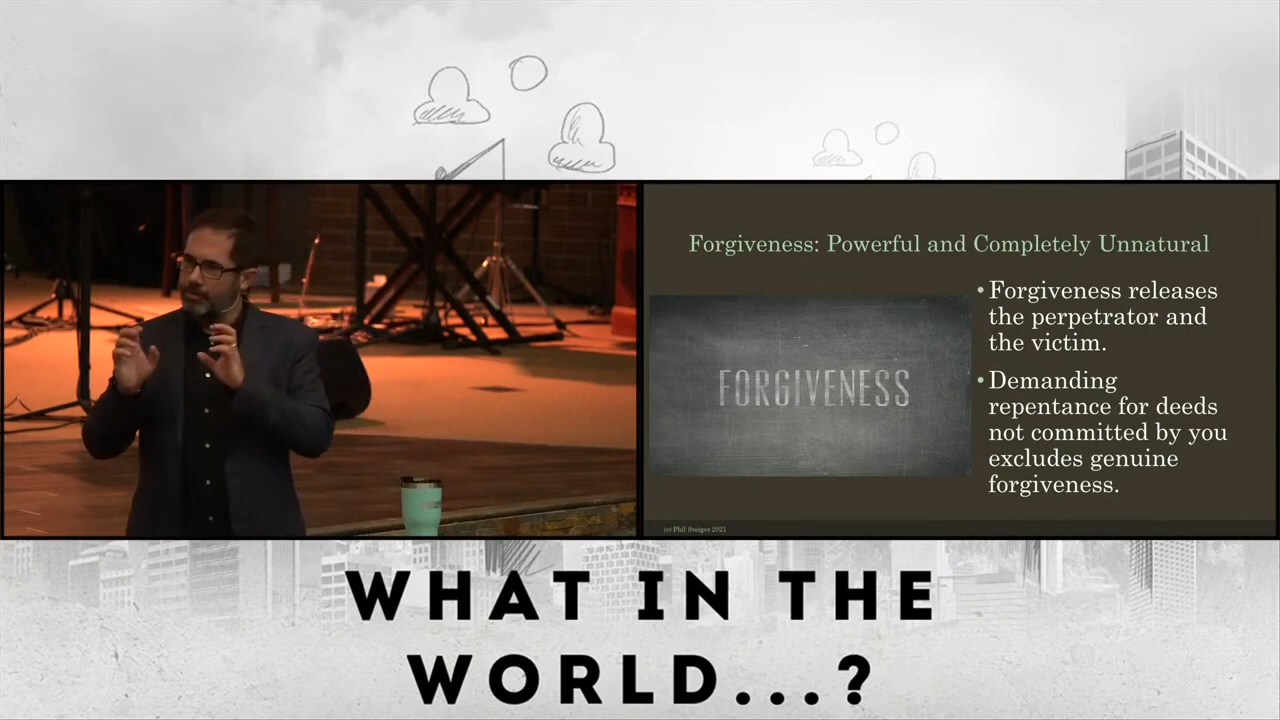 Forgiveness: Powerful and Completely Unnatural
FORGIVENESS
• Forgiveness releases
the perpetrator and
the victim.
• Demanding
repentance for deeds
not committed by you
excludes genuine
forgiveness.
(c) Phil Steiger 2021
WHAT IN THE
WORLD...?